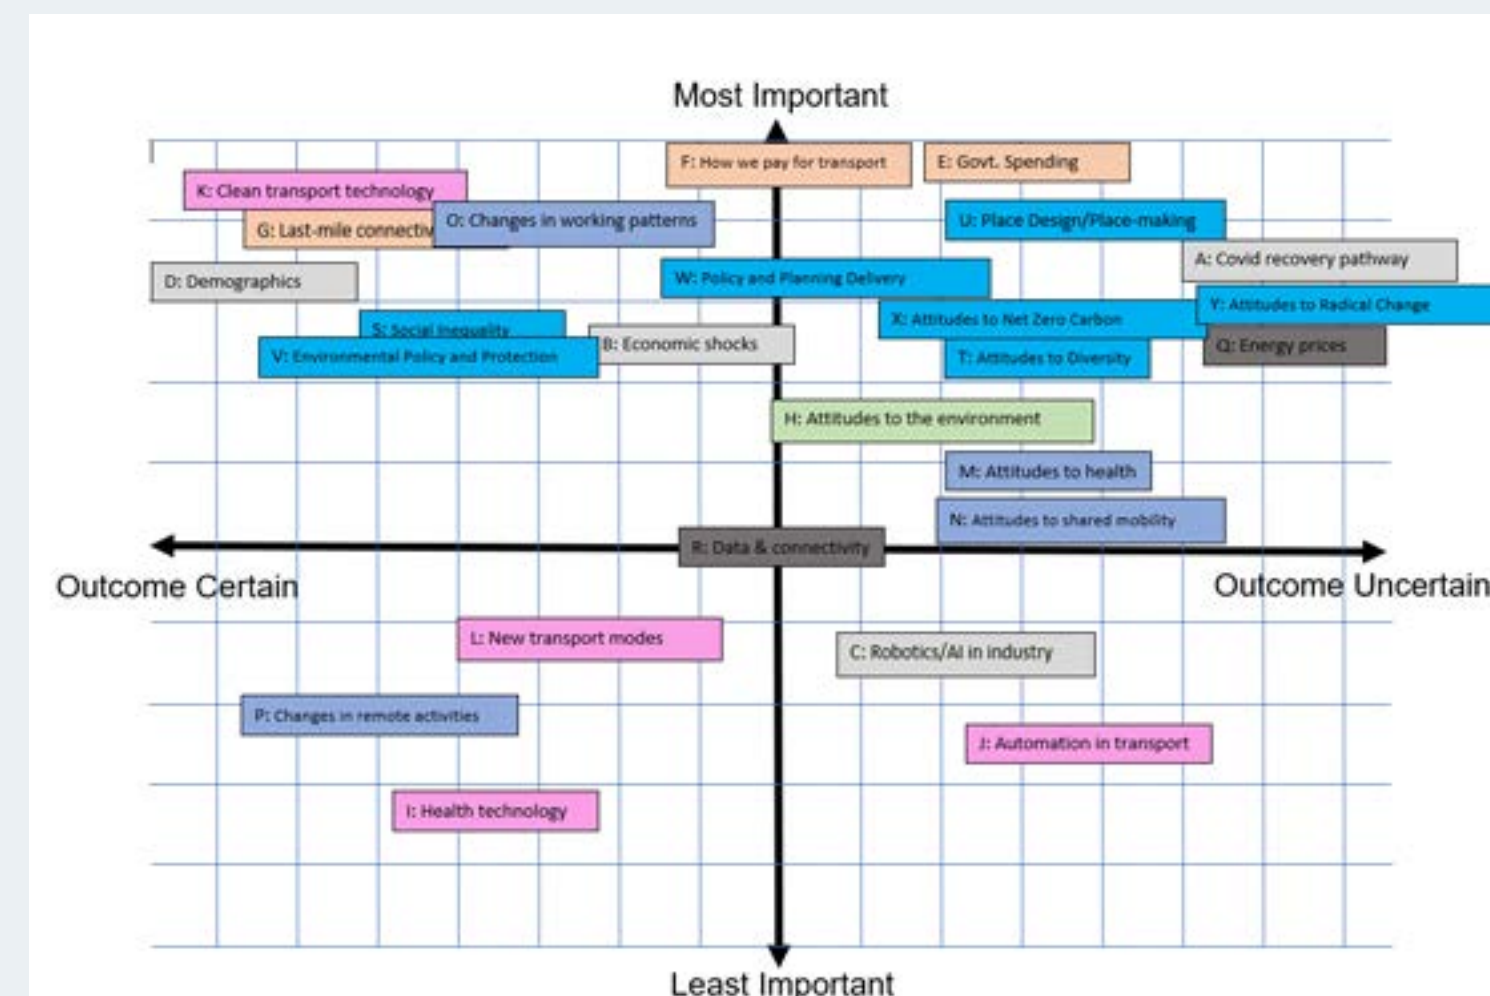 Most Important
F: How we pay for transport
E: Govt. Spending
K: Clean transport technology
G: Last-mile
O: Changes in working patterns
U: Place Design/Place-making
A: Covid recovery pathway
D: Demographics
W: Policy and Planning Delivery
Y: Attitudes to Radical Change
X: Attitudes to Net Zero Carbon
S: Social Inequality
B: Economic shocks
Q: Energy prices
V: Environmental Policy and Protection
T: Attitudes to Diversity
H: Attitudes to the environment
M: Attitudes to health
N: Attitudes to shared mobility
R: Data & connectivity
Outcome Certain
Outcome Uncertain
L: New transport modes
C: Robotics/AI in industry
P: Changes in remote activities
J: Automation in transport
I: Health technology
Least Important